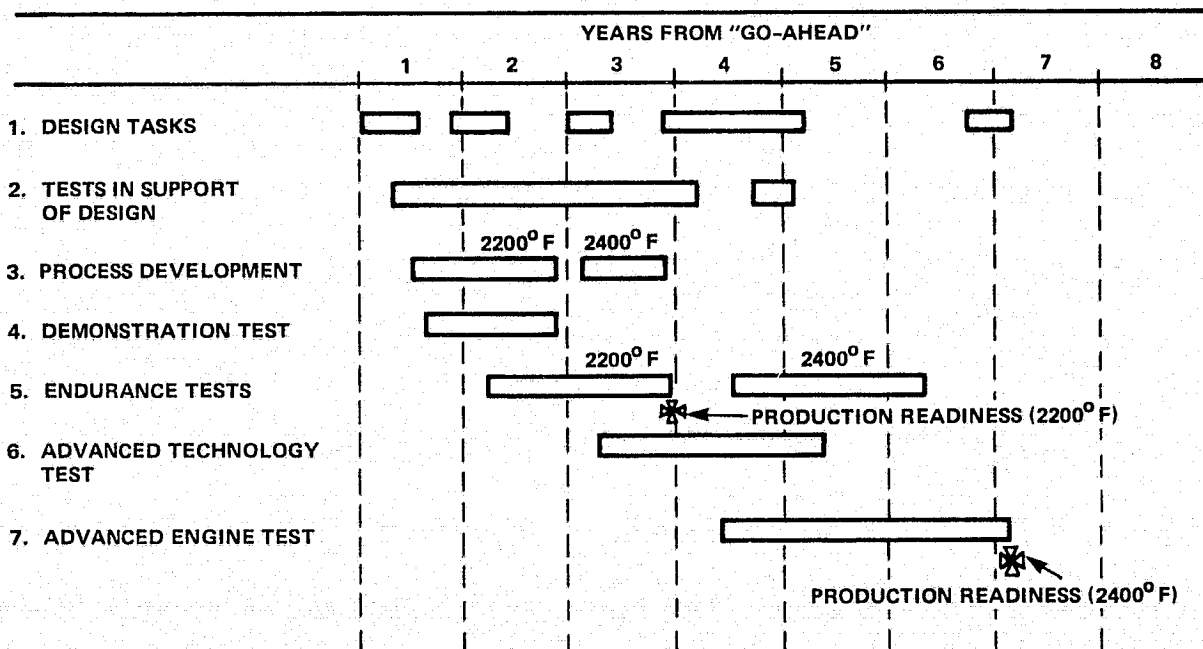 YEARS FROM "GO-AHEAD"
1 2 3 4 5 6 7 8
1. DESIGN TASKS
2. TESTS IN SUPPORT
OF DESIGN
2200° F 2400° F
3. PROCESS DEVELOPMENT
4. DEMONSTRATION TEST
2200° F 2400° F
5. ENDURANCE TESTS
PRODUCTION READINESS (2200° F)
6. ADVANCED TECHNOLOGY
TEST
7. ADVANCED ENGINE TEST
PRODUCTION READINESS (2400° F)